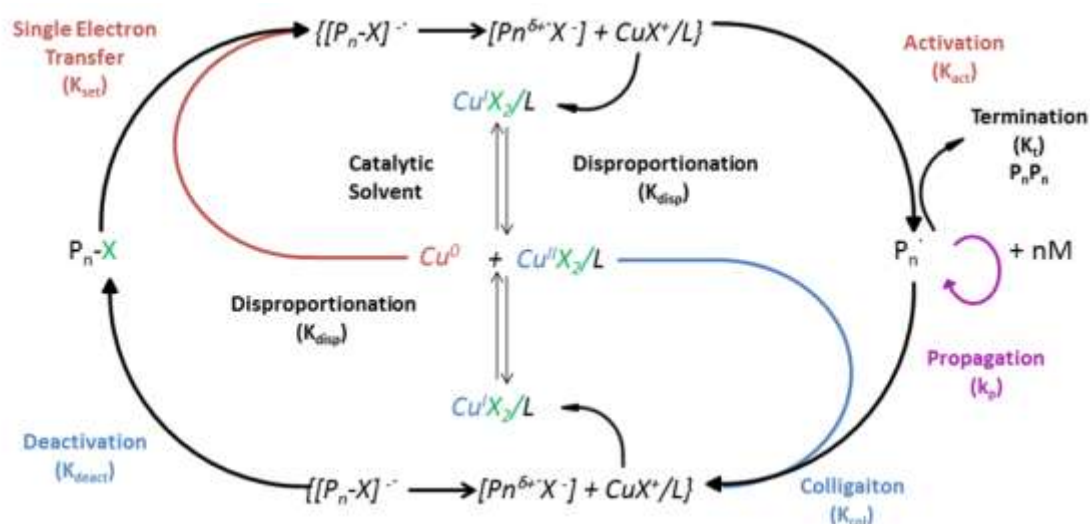 Single Electron
Transfer
(Kset)
{[Pn-X] -· → [Pnδ+·X -] + CuX+/L}
Activation
(Kact)
CuIX2/L
Termination
(Kt)
PnPn
Catalytic
Solvent
Disproportionation
(Kdisp)
Pn-X
Cu0 + CuIIX2/L
Pn·
+ nM
Disproportionation
(Kdisp)
Propagation
(kp)
CuIX2/L
Deactivation
(Kdeact)
{[Pn-X] -· → [Pnδ+·X -] + CuX+/L}
Colligaiton
(Kcol)